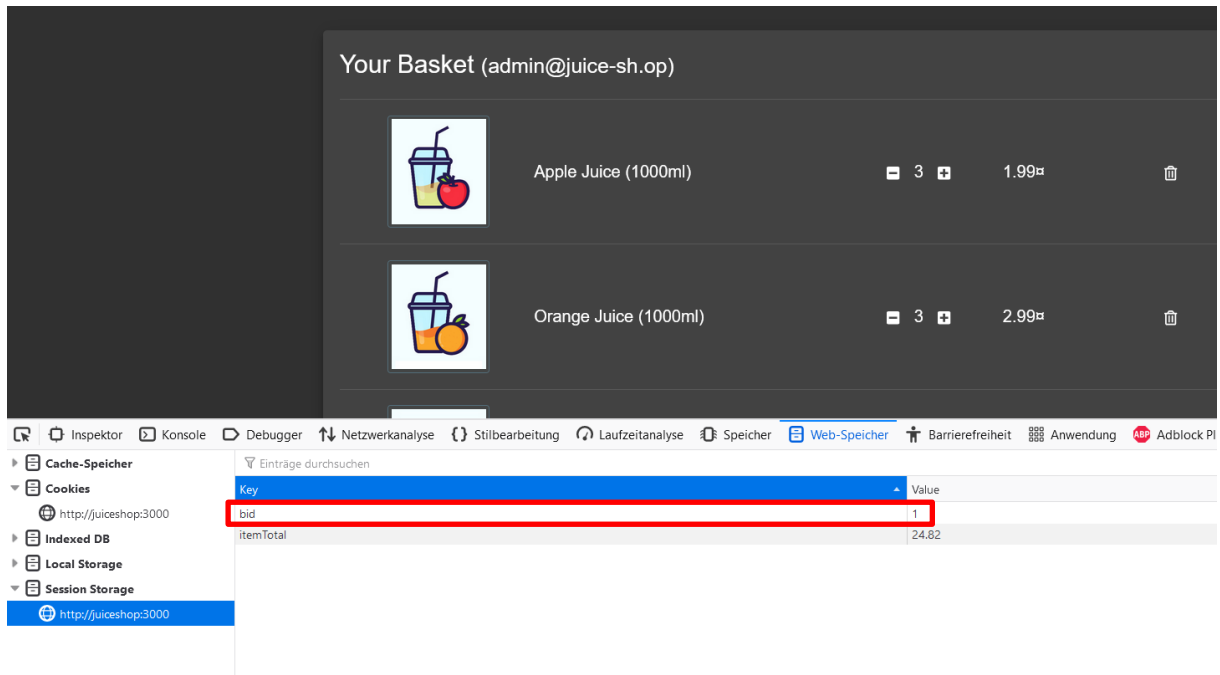 Your Basket (admin@juice-sh.op)
Apple Juice (1000ml) 3 1.99¤
Orange Juice (1000ml) 3 2.99¤
Inspektor Konsole Debugger Netzwerkanalyse Stilbearbeitung Laufzeitanalyse Speicher Web-Speicher Barrierefreiheit Anwendung ABP Adblock Pl
Cache-Speicher Einträge durchsuchen
Cookies Key Value
http://juiceshop:3000 bid 1
Indexed DB itemTotal 24.82
Local Storage
Session Storage
http://juiceshop:3000